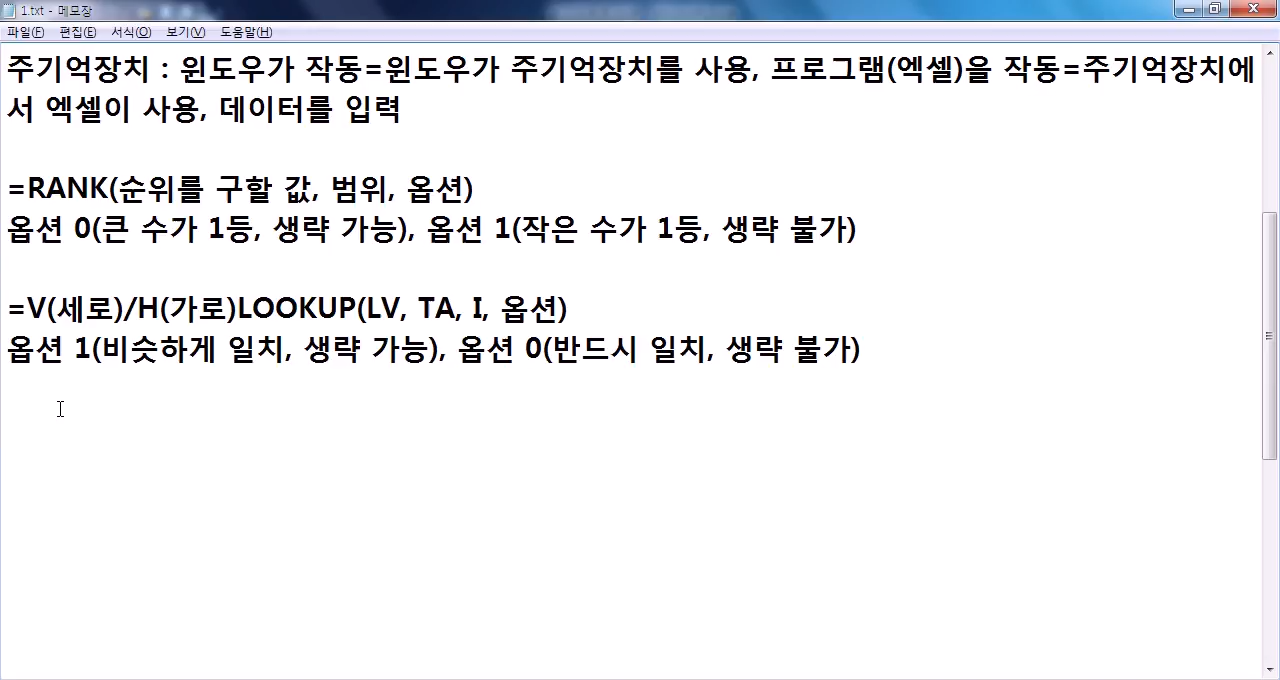 1.txt - 메모장
파일(F) 편집(E) 서식(O) 보기(V) 도움말(H)
주기억장치 : 윈도우가 작동=윈도우가 주기억장치를 사용, 프로그램(엑셀)을 작동=주기억장치에
서 엑셀이 사용, 데이터를 입력
=RANK(순위를 구할 값, 범위, 옵션)
옵션 0(큰 수가 1등, 생략 가능), 옵션 1(작은 수가 1등, 생략 불가)
=V(세로)/H(가로)LOOKUP(LV, TA, I, 옵션)
옵션 1(비슷하게 일치, 생략 가능), 옵션 0(반드시 일치, 생략 불가)